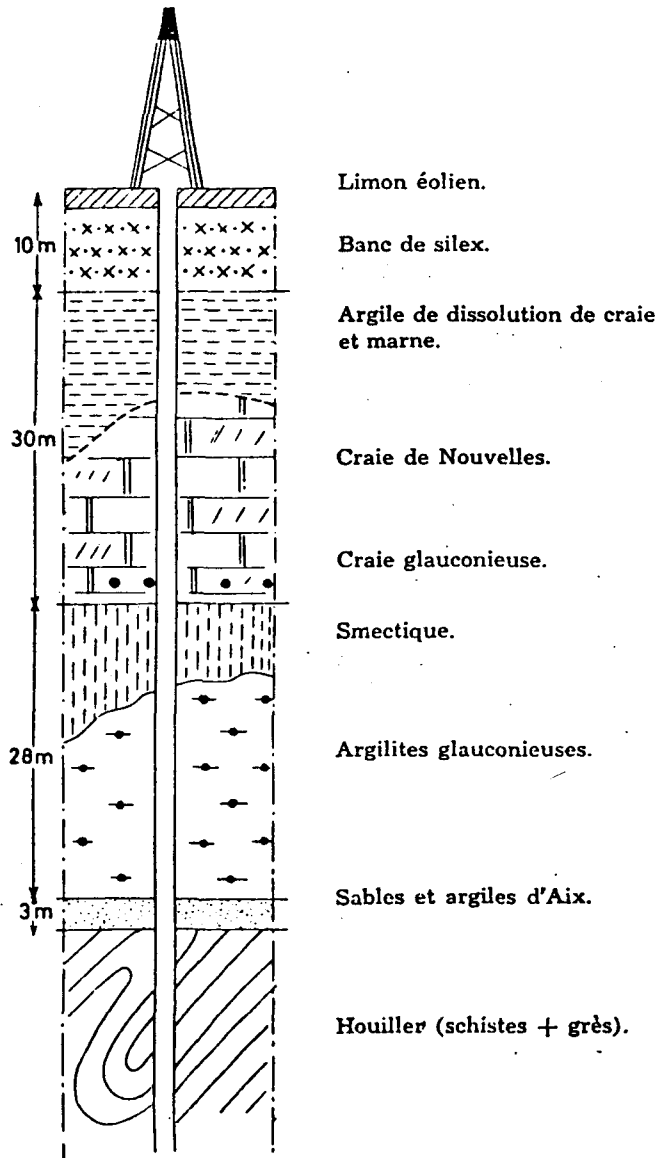 Limon éolien.
10m
Banc de silex.
Argile de dissolution de craie
et marne.
30m
Craie de Nouvelles.
Craie glauconieuse.
Smectique.
28m
Argilites glauconieuses.
Sables et argiles d'Aix.
3m
Houiller (schistes + grès).